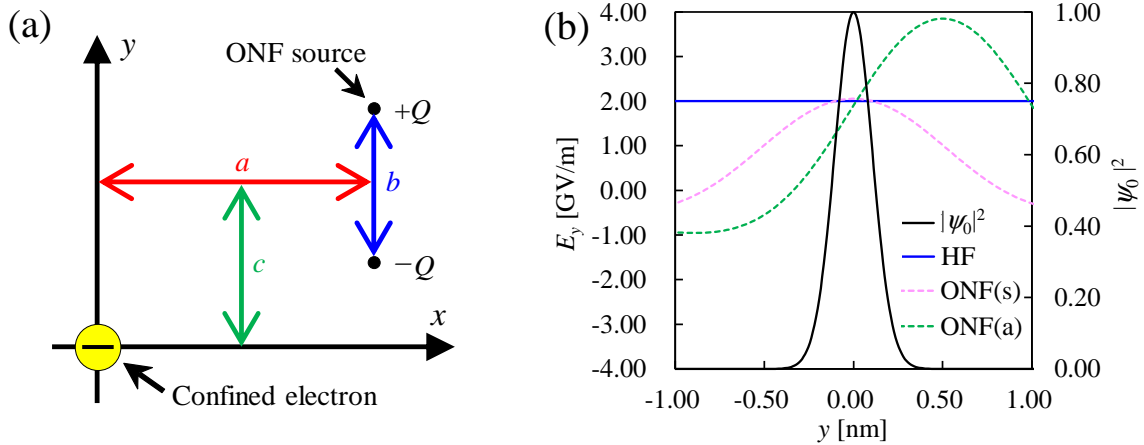 (a)
y
ONF source
+Q
a
b
c
−Q
x
Confined electron
(b)
4.00
3.00
2.00
1.00
0.00
-1.00
-2.00
-3.00
-4.00
E_y [GV/m]
1.00
0.80
0.60
0.40
0.20
0.00
|ψ₀|²
|ψ₀|²
HF
ONF(s)
ONF(a)
-1.00 -0.50 0.00 0.50 1.00
y [nm]